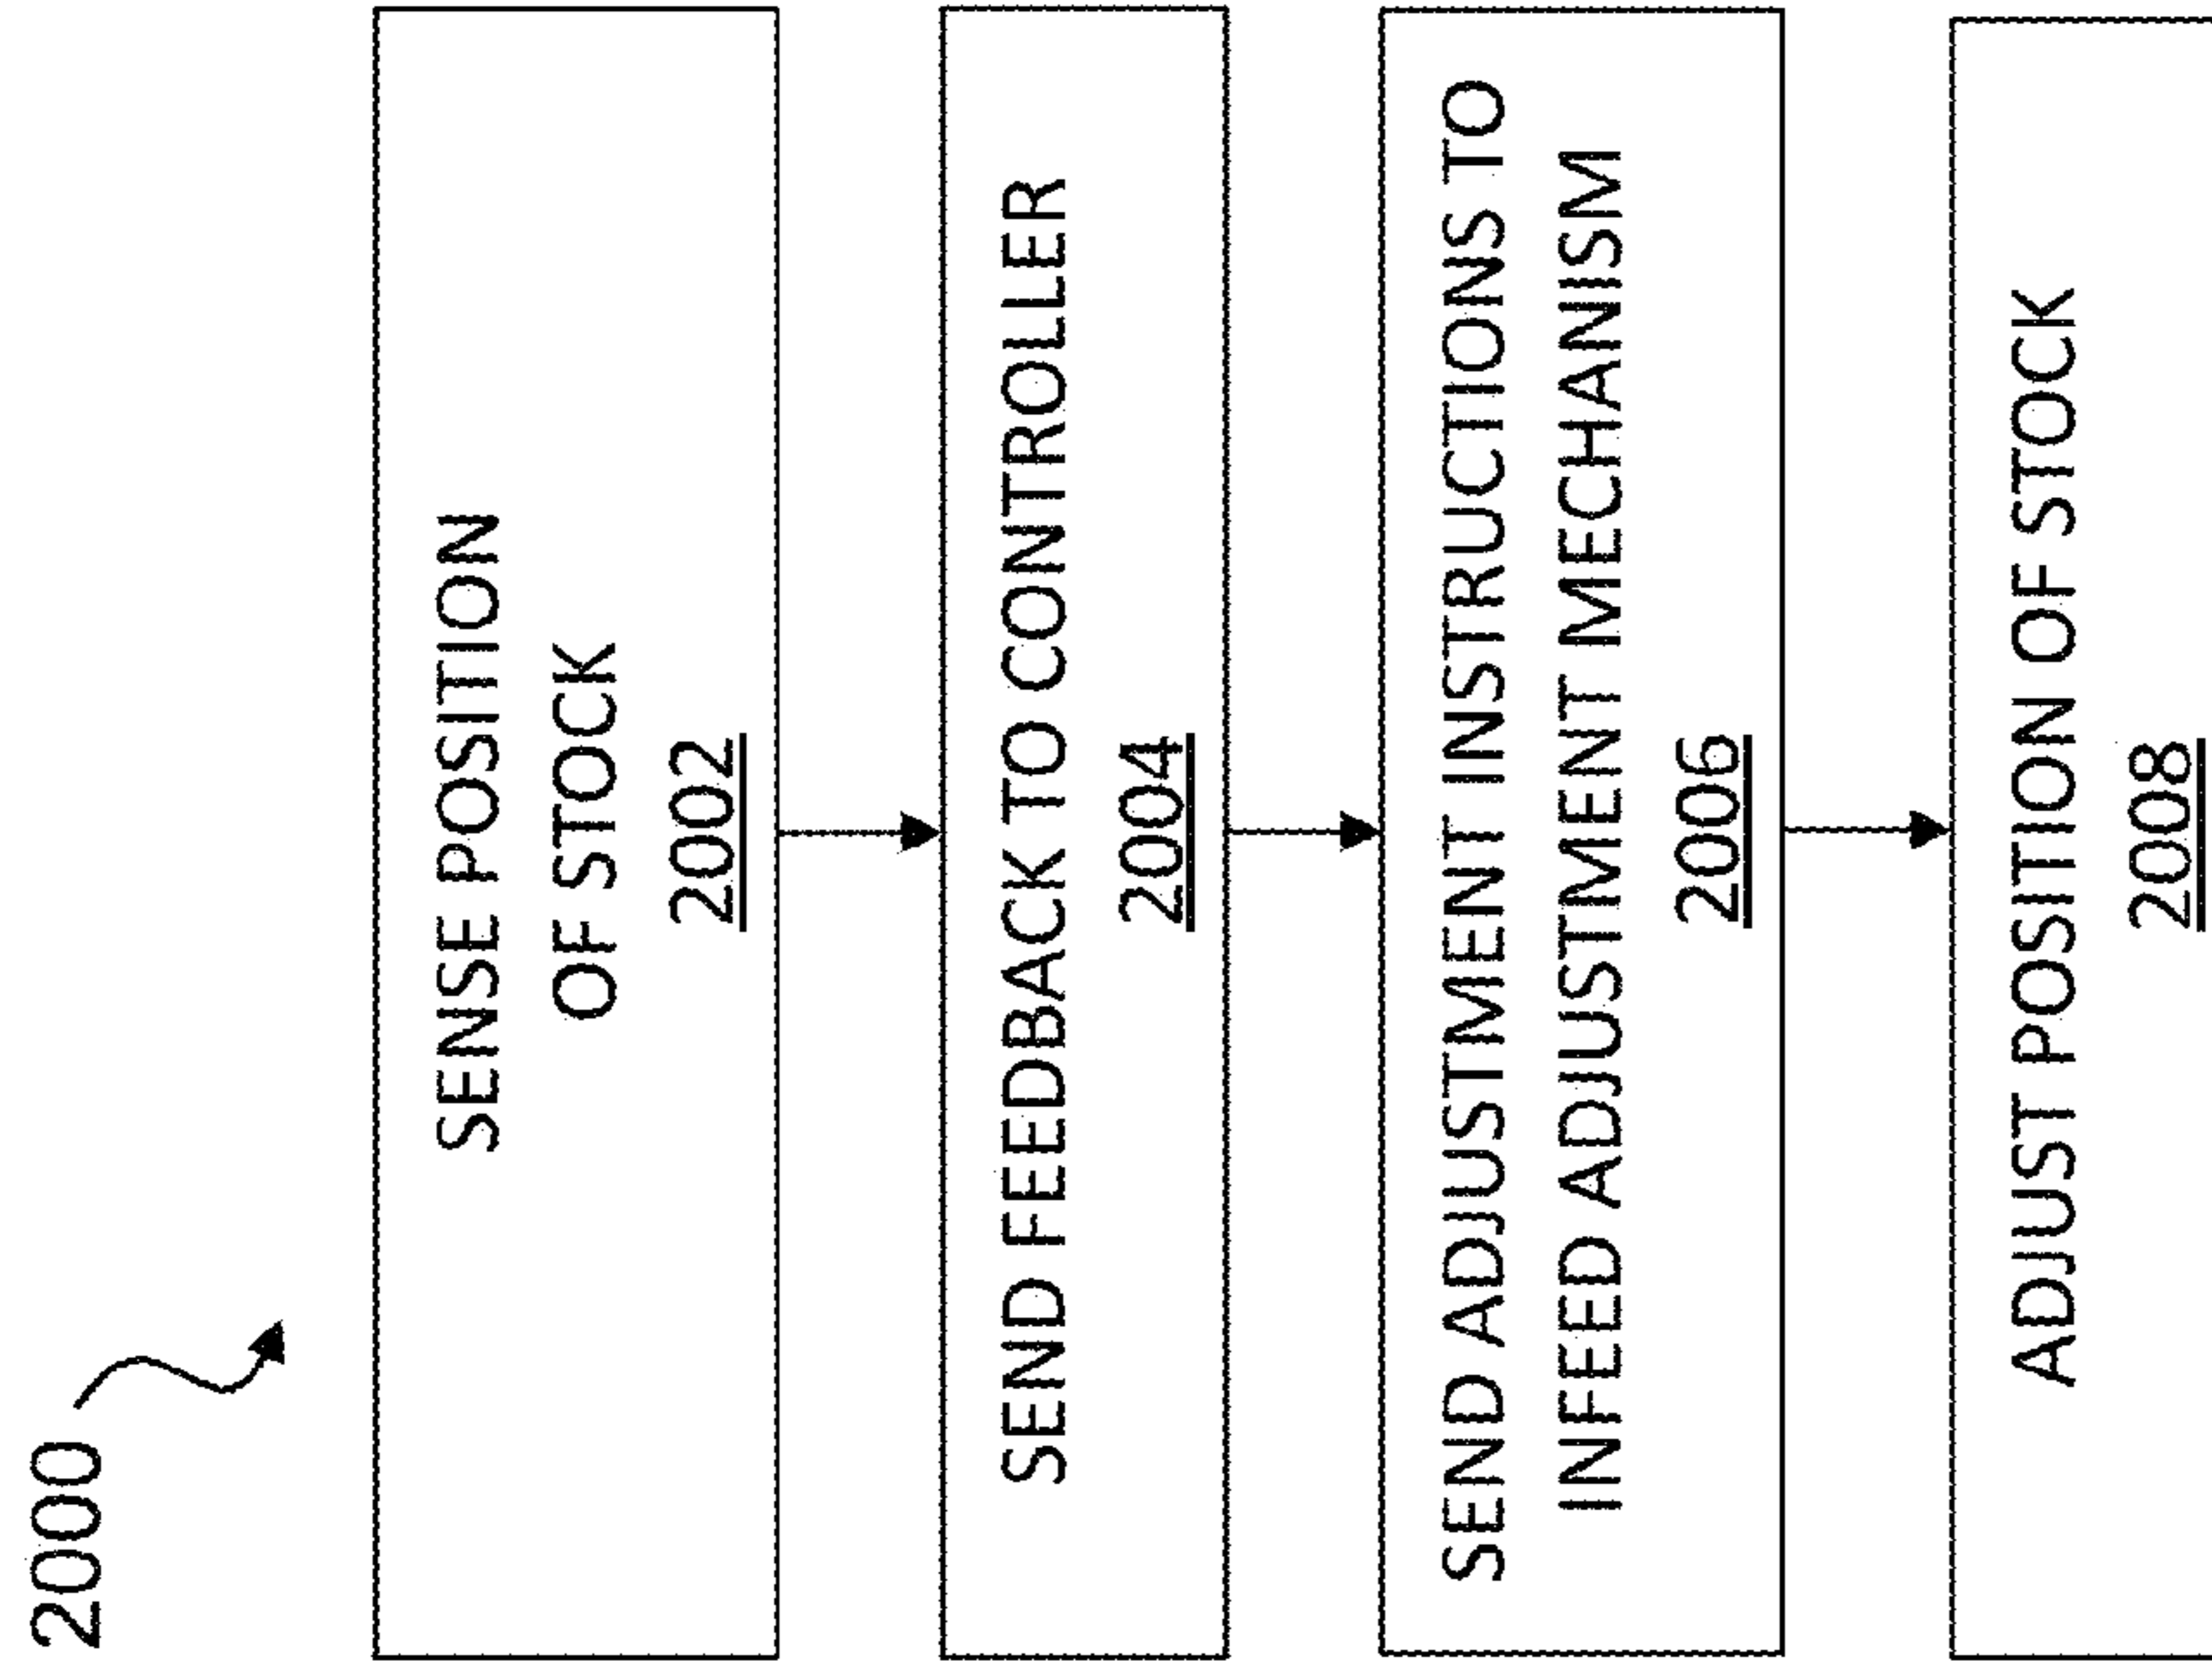 2000
SENSE POSITION
OF STOCK
2002
SEND FEEDBACK TO CONTROLLER
2004
SEND ADJUSTMENT INSTRUCTIONS TO
INFEED ADJUSTMENT MECHANISM
2006
ADJUST POSITION OF STOCK
2008